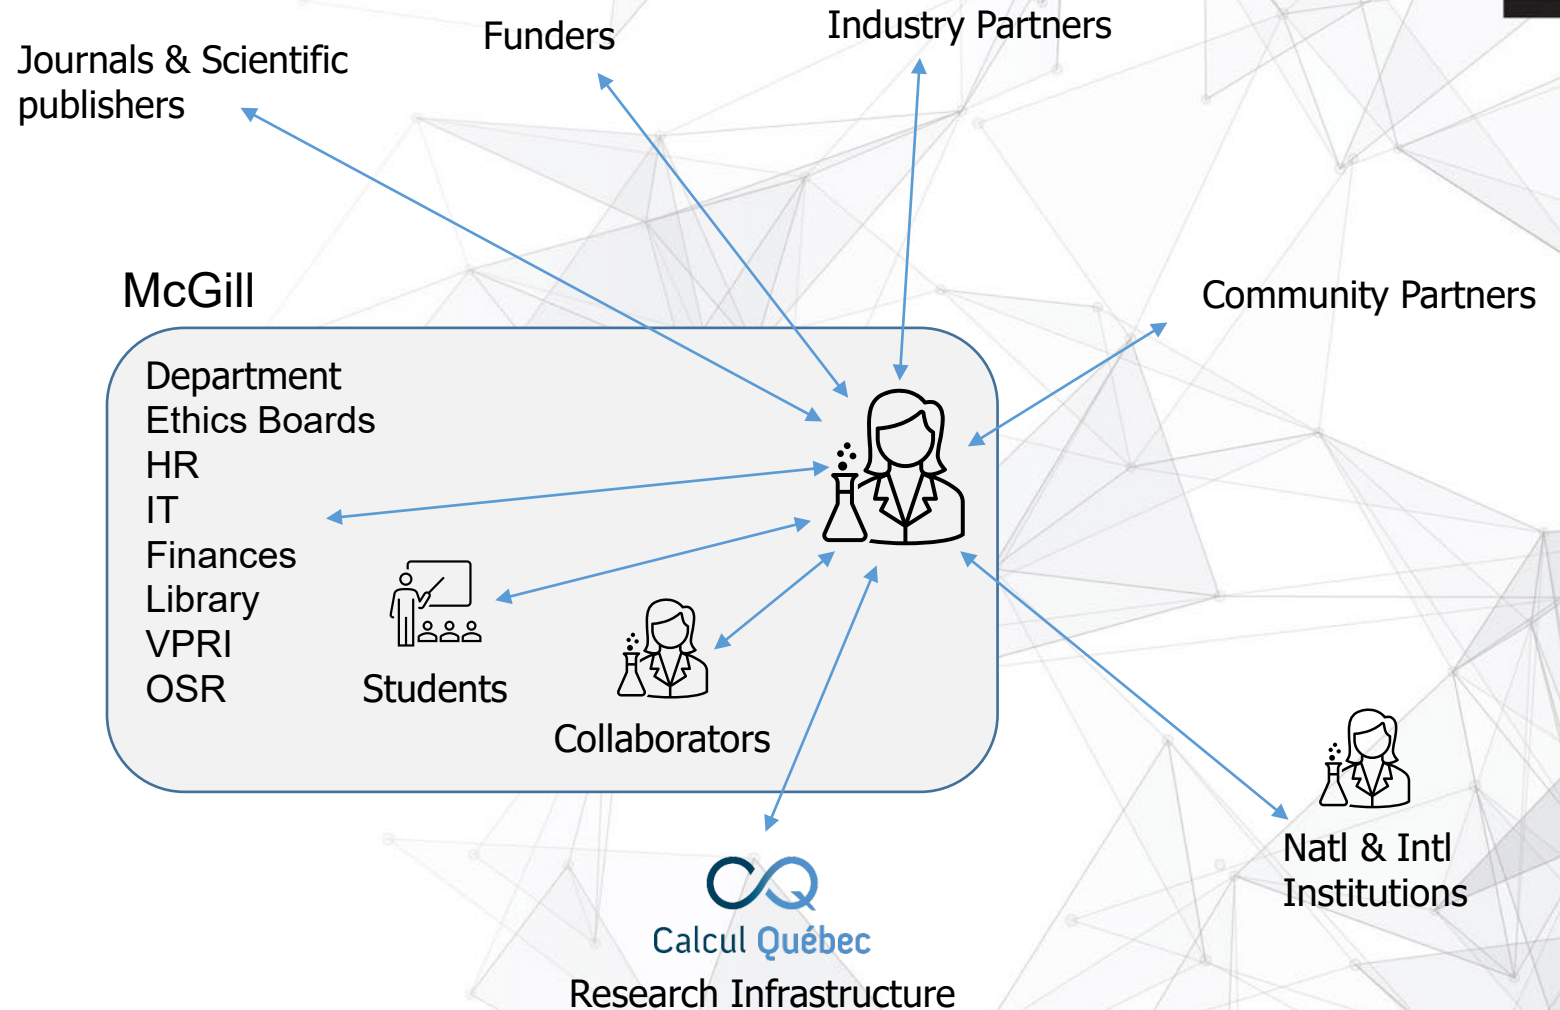 Journals & Scientific
publishers
Funders
Industry Partners
Community Partners
McGill
Department
Ethics Boards
HR
IT
Finances
Library
VPRI
OSR
Students
Collaborators
Natl & Intl
Institutions
Calcul Québec
Research Infrastructure